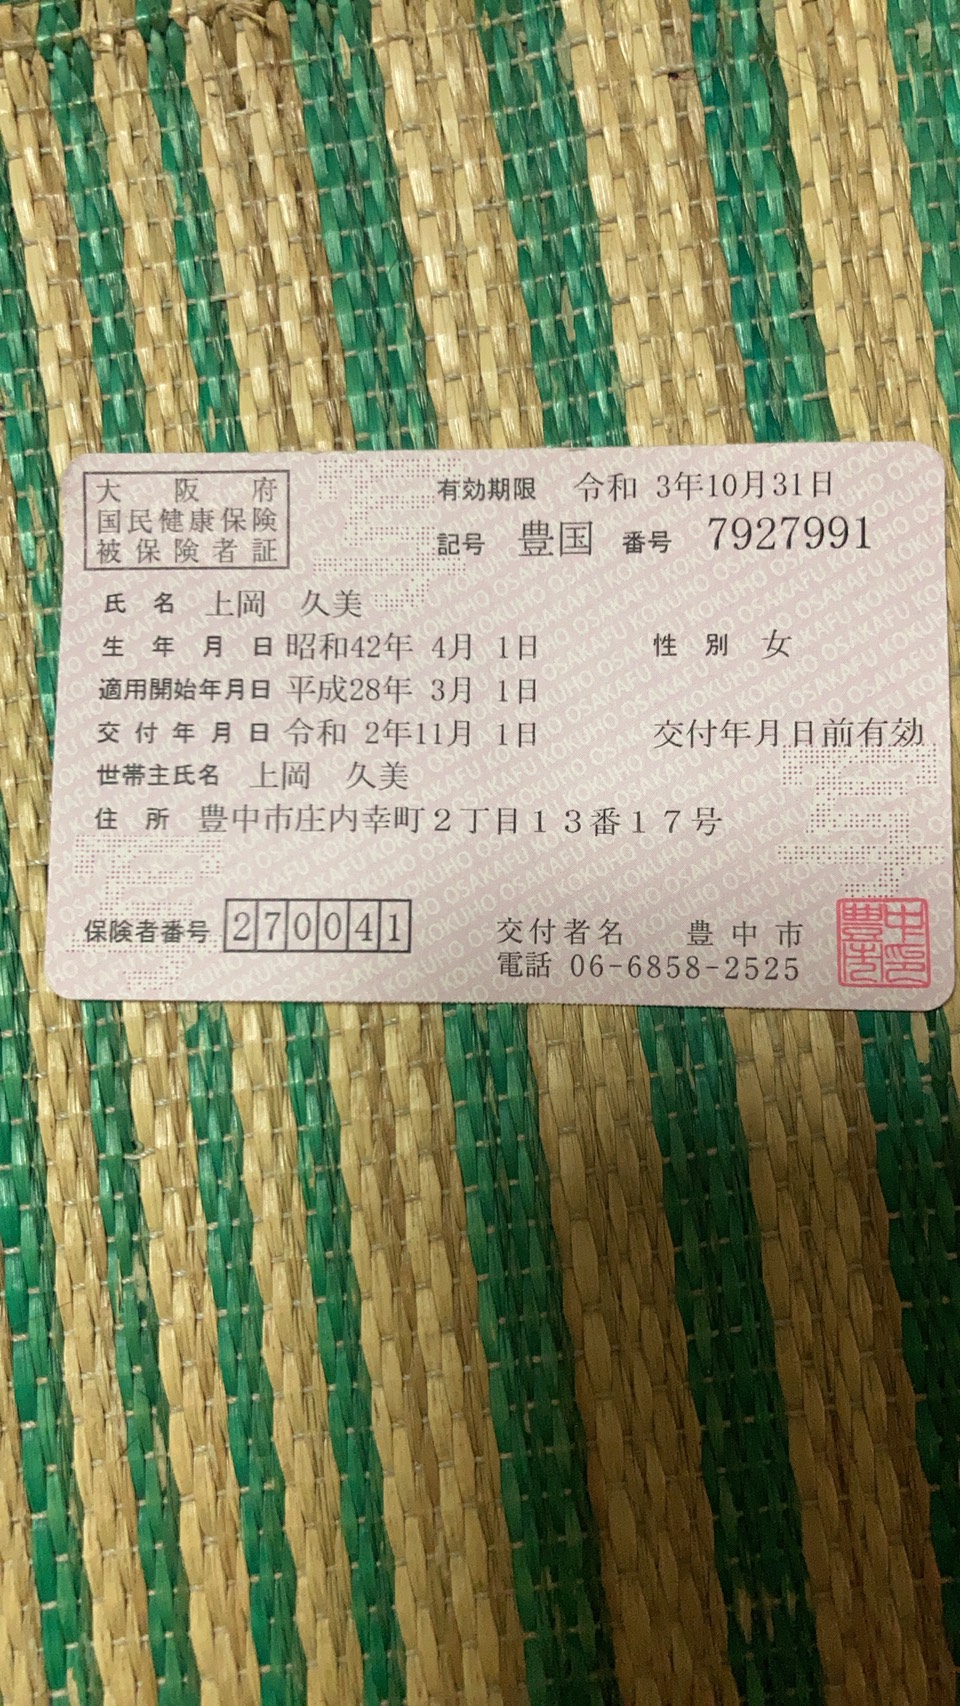 大阪府
国民健康保険
被保険者証
有効期限 令和 3年10月31日
記号 豊国 番号 7927991
氏名 上岡 久美
生年月日 昭和42年 4月 1日 性別 女
適用開始年月日 平成28年 3月 1日
交付年月日 令和 2年11月 1日 交付年月日前有効
世帯主氏名 上岡 久美
住所 豊中市庄内幸町2丁目13番17号
保険者番号 270041
交付者名 豊中市
電話 06-6858-2525
OSAKAFU KOKUHO